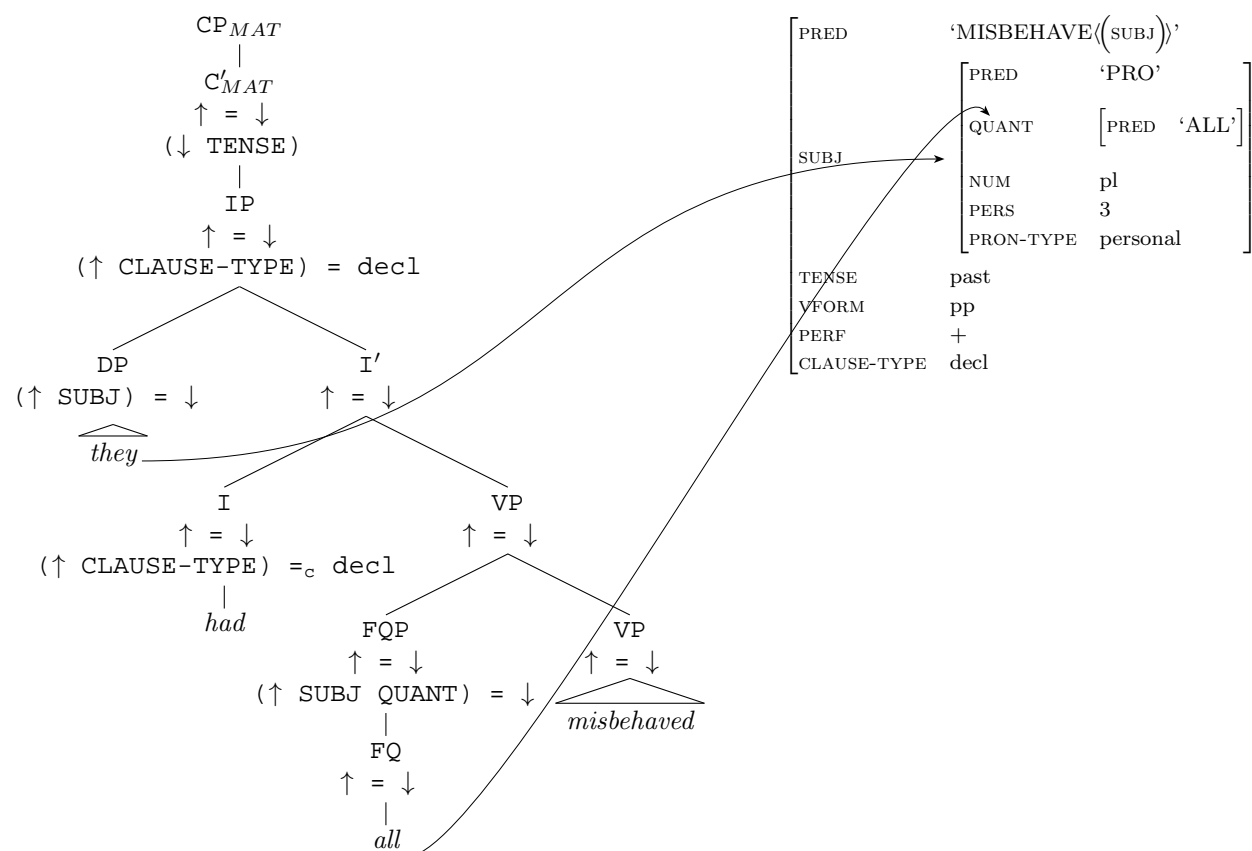 CP_MAT
C′_MAT
↑ = ↓
(↓ TENSE)
IP
↑ = ↓
(↑ CLAUSE-TYPE) = decl
DP I′
(↑ SUBJ) = ↓ ↑ = ↓
they
I VP
↑ = ↓ ↑ = ↓
(↑ CLAUSE-TYPE) =c decl
had
FQP VP
↑ = ↓ ↑ = ↓
(↑ SUBJ QUANT) = ↓
misbehaved
FQ
↑ = ↓
all
PRED ‘MISBEHAVE⟨(SUBJ)⟩’
PRED ‘PRO’
QUANT [PRED ‘ALL’]
SUBJ
NUM pl
PERS 3
PRON-TYPE personal
TENSE past
VFORM pp
PERF +
CLAUSE-TYPE decl